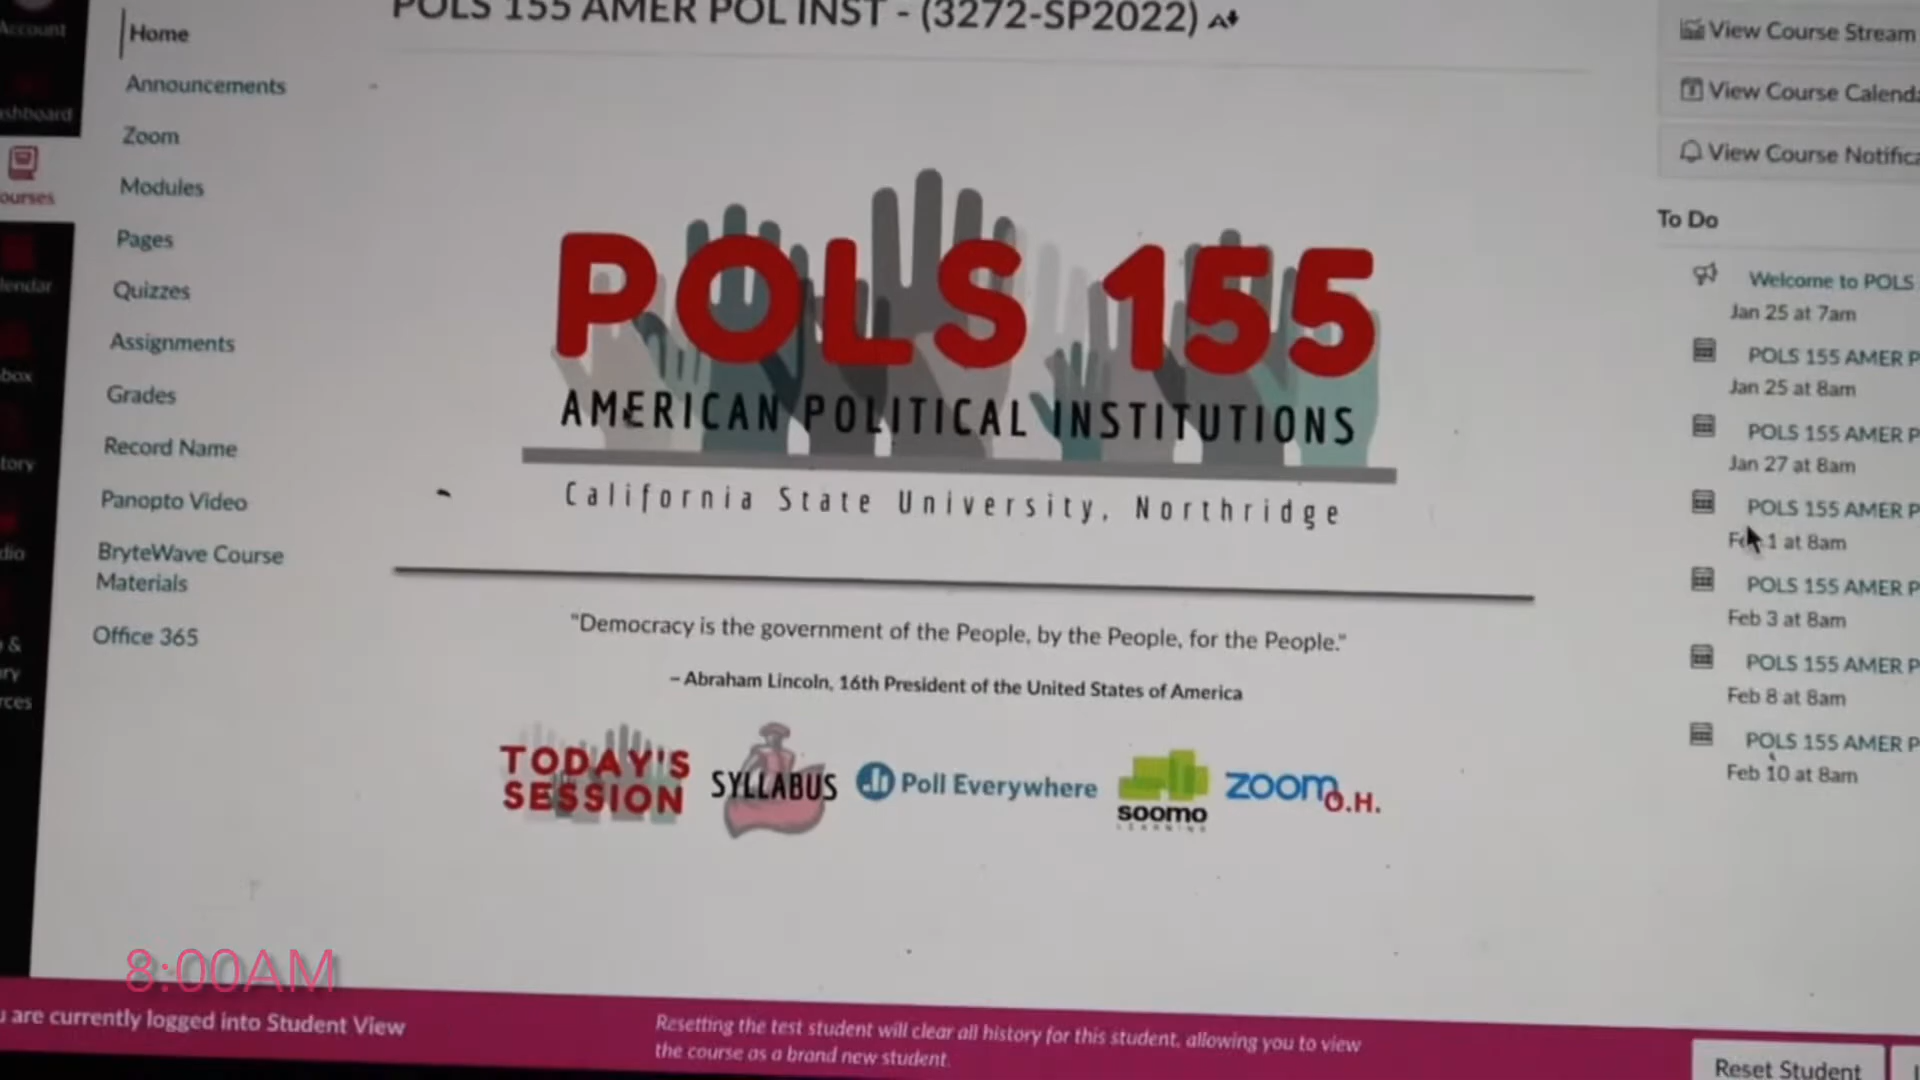 POLS 155 AMER POL INST - (3272-SP2022)
Account
Home
Announcements
Zoom
Modules
Pages
Quizzes
Assignments
Grades
Record Name
Panopto Video
BryteWave Course
Materials
Office 365
POLS 155
AMERICAN POLITICAL INSTITUTIONS
California State University, Northridge
"Democracy is the government of the People, by the People, for the People."
– Abraham Lincoln, 16th President of the United States of America
TODAY'S
SESSION
SYLLABUS
Poll Everywhere
soomo
LEARNING
zoom
O.H.
View Course Stream
View Course Calenda
View Course Notifica
To Do
Welcome to POLS
Jan 25 at 7am
POLS 155 AMER P
Jan 25 at 8am
POLS 155 AMER P
Jan 27 at 8am
POLS 155 AMER P
1 at 8am
POLS 155 AMER P
Feb 3 at 8am
POLS 155 AMER P
Feb 8 at 8am
POLS 155 AMER P
Feb 10 at 8am
8:00AM
u are currently logged into Student View
Resetting the test student will clear all history for this student, allowing you to view
the course as a brand new student.
Reset Student